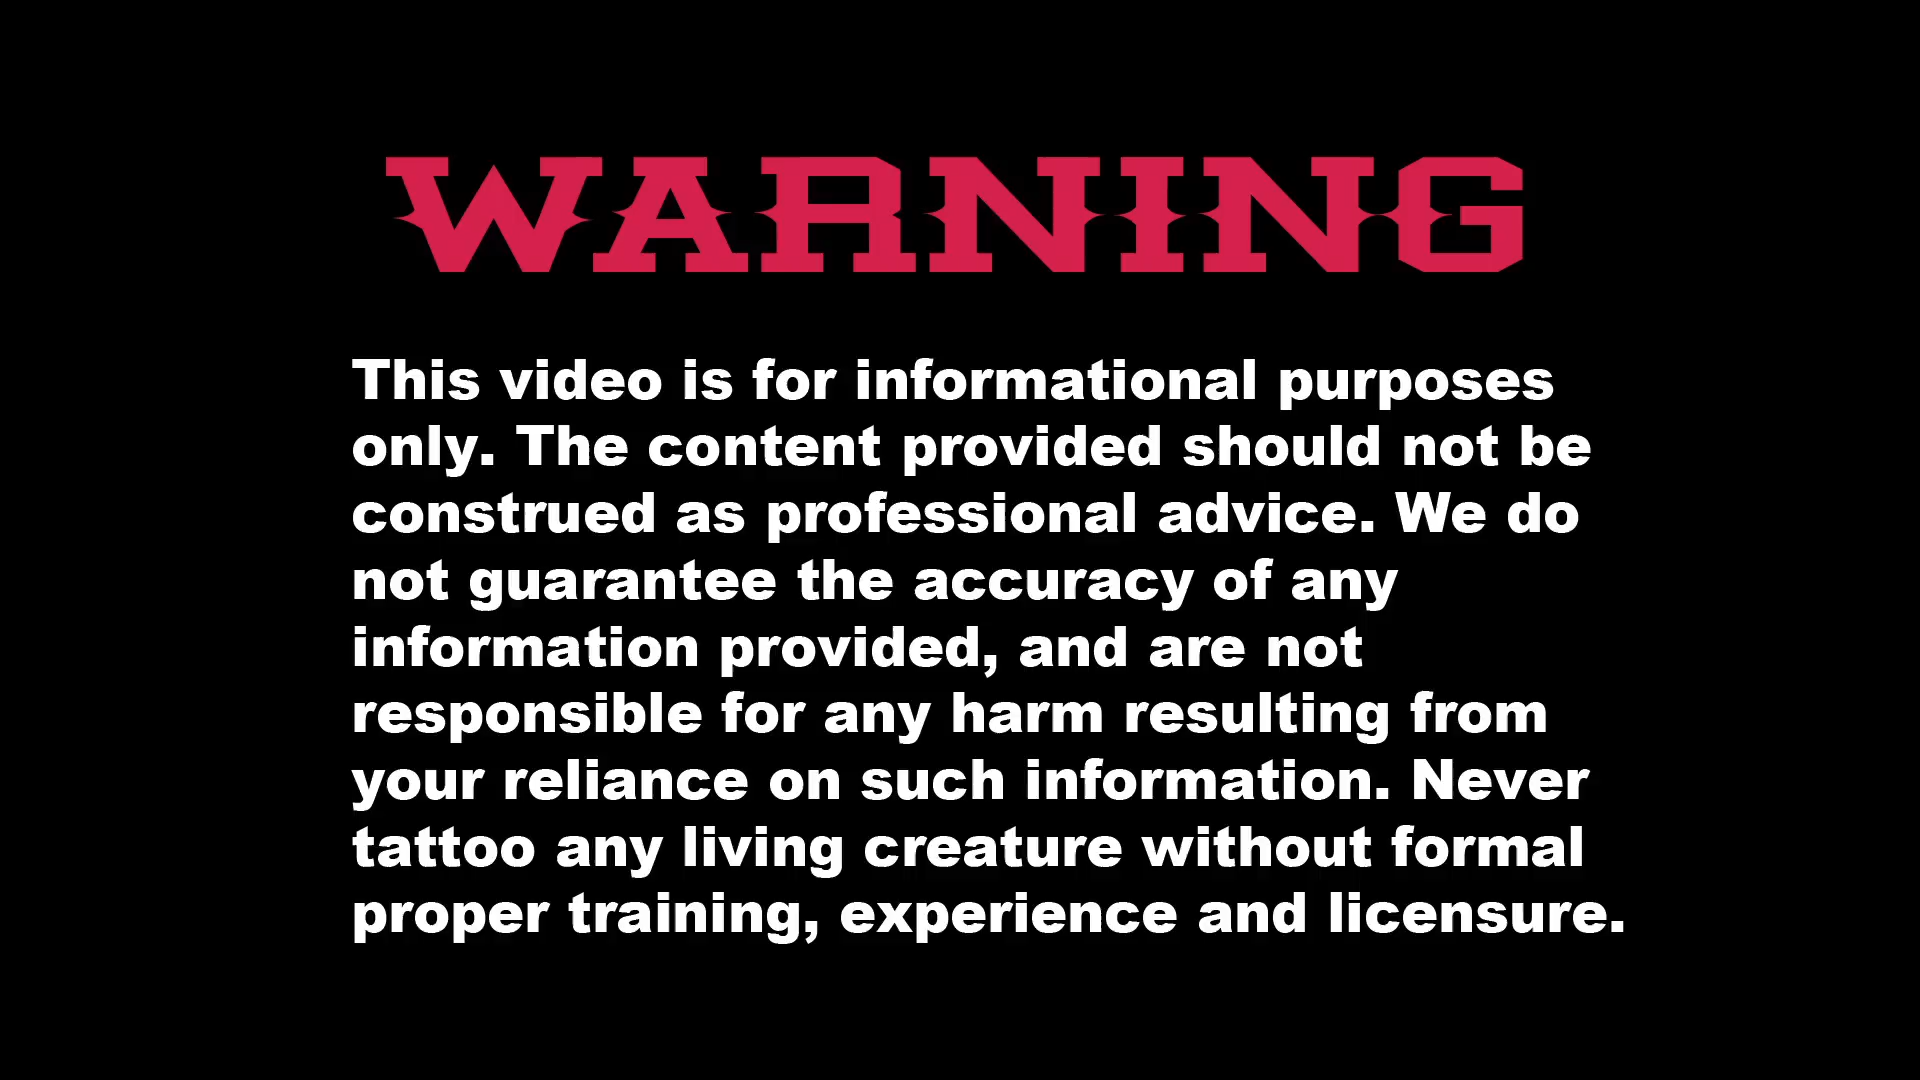 WARNING
This video is for informational purposes
only. The content provided should not be
construed as professional advice. We do
not guarantee the accuracy of any
information provided, and are not
responsible for any harm resulting from
your reliance on such information. Never
tattoo any living creature without formal
proper training, experience and licensure.